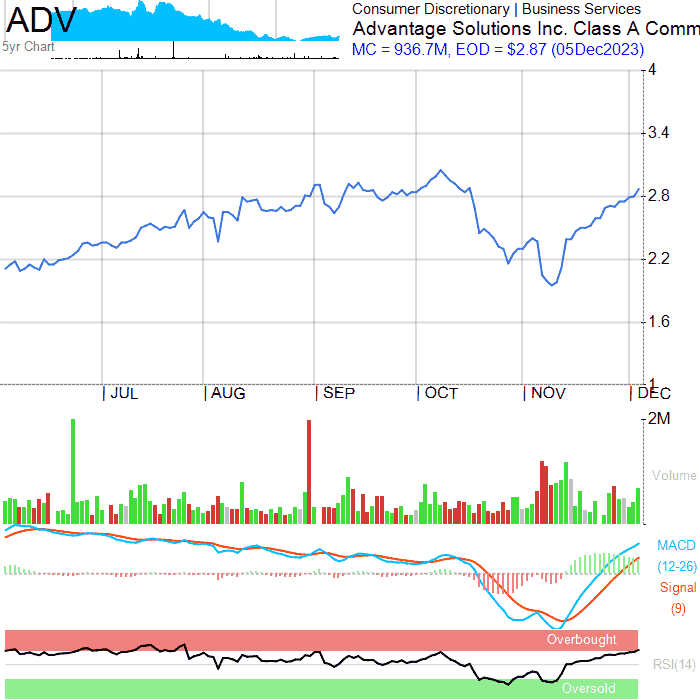 ADV
5yr Chart
Consumer Discretionary | Business Services
Advantage Solutions Inc. Class A Comm
MC = 936.7M, EOD = $2.87 (05Dec2023)
4
3.4
2.8
2.2
1.6
1
| JUL | AUG | SEP | OCT | NOV | DEC
2M
Volume
MACD
(12-26)
Signal
(9)
Overbought
RSI(14)
Oversold